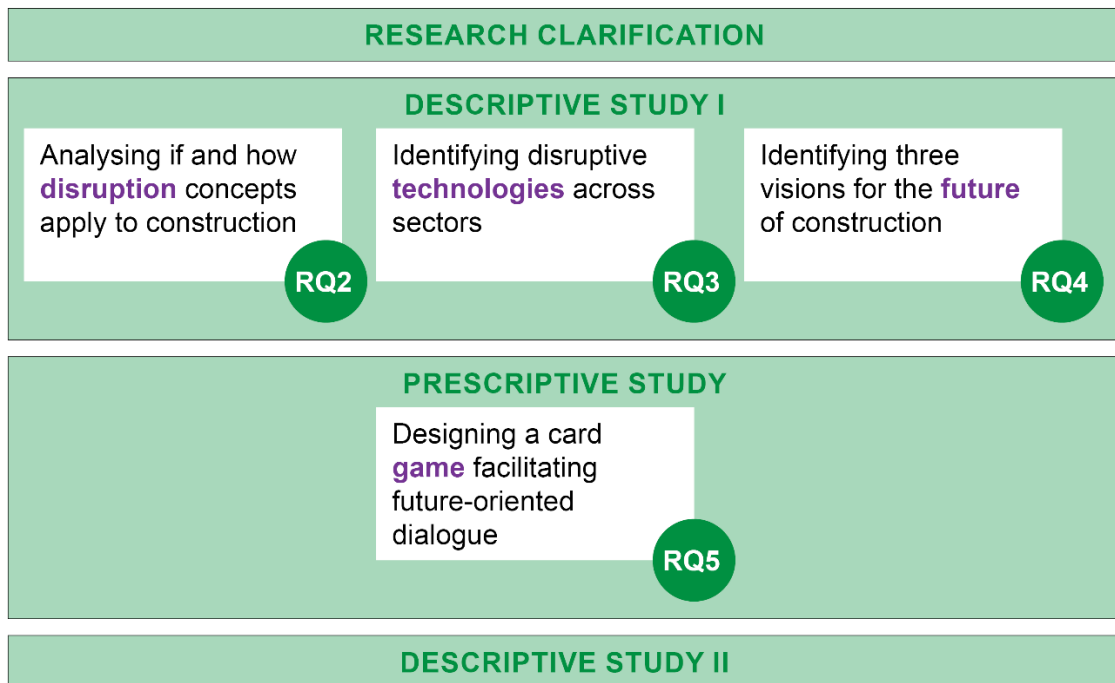 RESEARCH CLARIFICATION
DESCRIPTIVE STUDY I
Analysing if and how
disruption concepts
apply to construction
RQ2
Identifying disruptive
technologies across
sectors
RQ3
Identifying three
visions for the future
of construction
RQ4
PRESCRIPTIVE STUDY
Designing a card
game facilitating
future-oriented
dialogue
RQ5
DESCRIPTIVE STUDY II